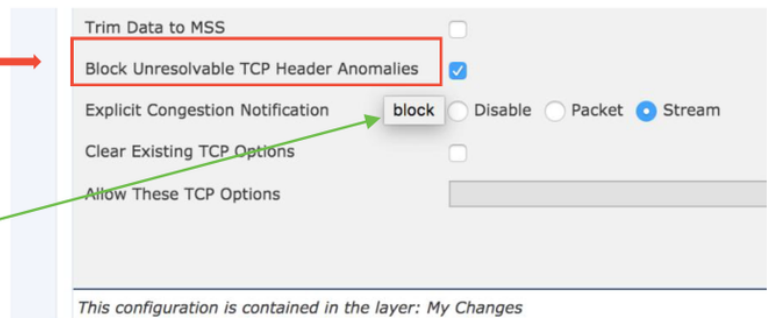 Trim Data to MSS
Block Unresolvable TCP Header Anomalies
Explicit Congestion Notification block Disable Packet Stream
Clear Existing TCP Options
Allow These TCP Options
This configuration is contained in the layer: My Changes